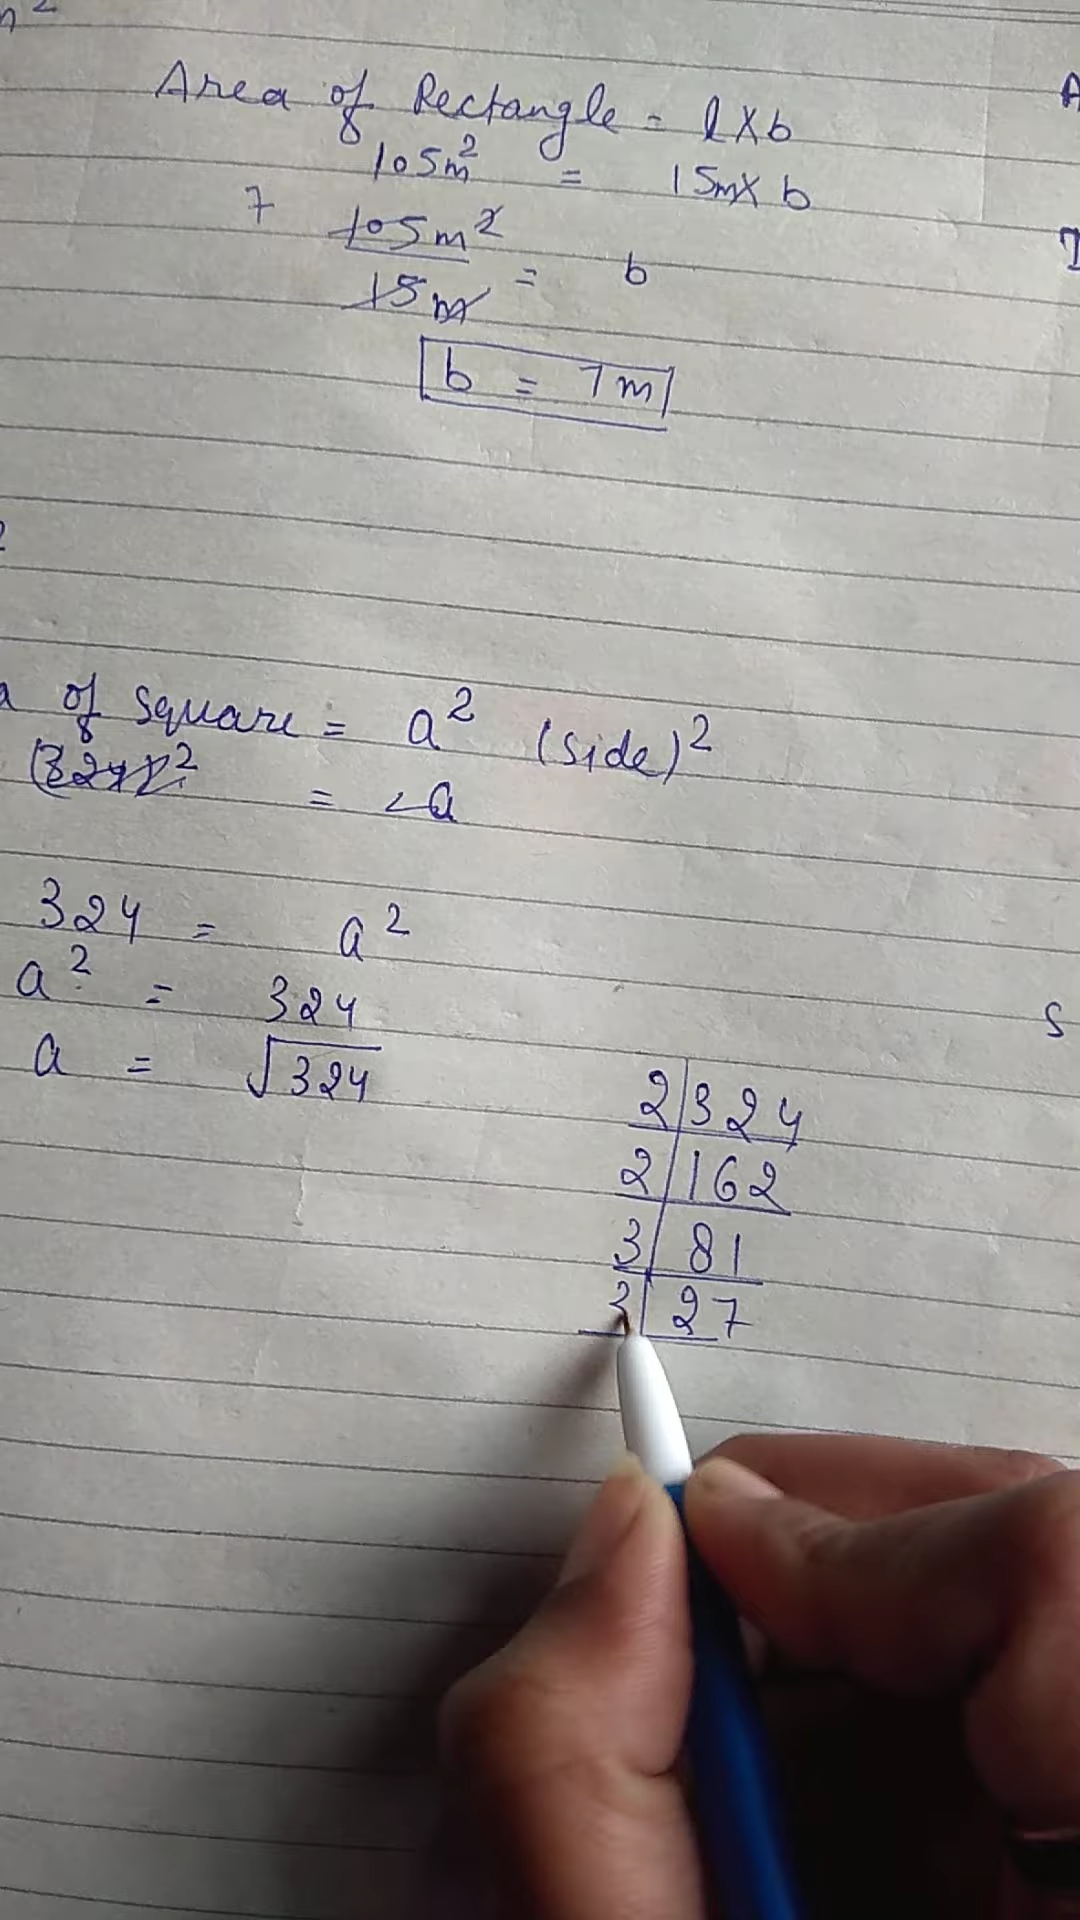 Area of Rectangle = l x b
105m² = 15m x b
7
105m² = b
15m
b = 7m
of square = a² (side)²
= a
324 = a²
a² = 324
a = √324
2 | 324
2 | 162
3 | 81
3 | 27